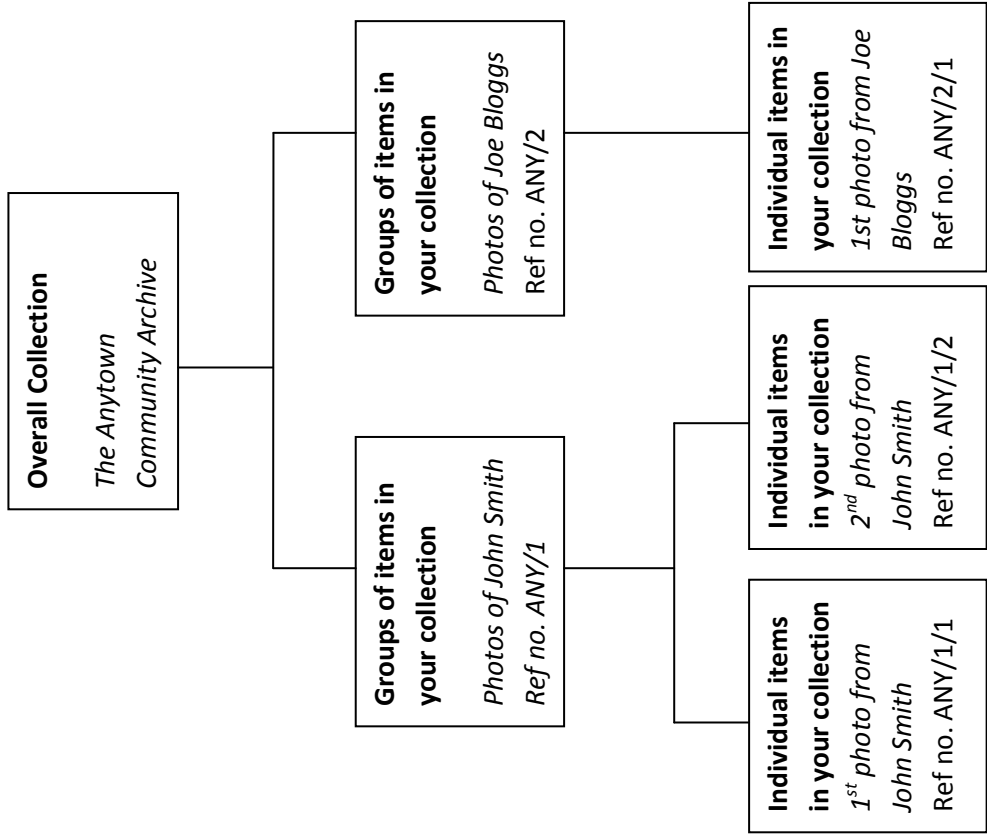 Overall Collection
The Anytown
Community Archive
Groups of items in
your collection
Photos of John Smith
Ref no. ANY/1
Groups of items in
your collection
Photos of Joe Bloggs
Ref no. ANY/2
Individual items
in your collection
1st photo from
John Smith
Ref no. ANY/1/1
Individual items
in your collection
2nd photo from
John Smith
Ref no. ANY/1/2
Individual items in
your collection
1st photo from Joe
Bloggs
Ref no. ANY/2/1